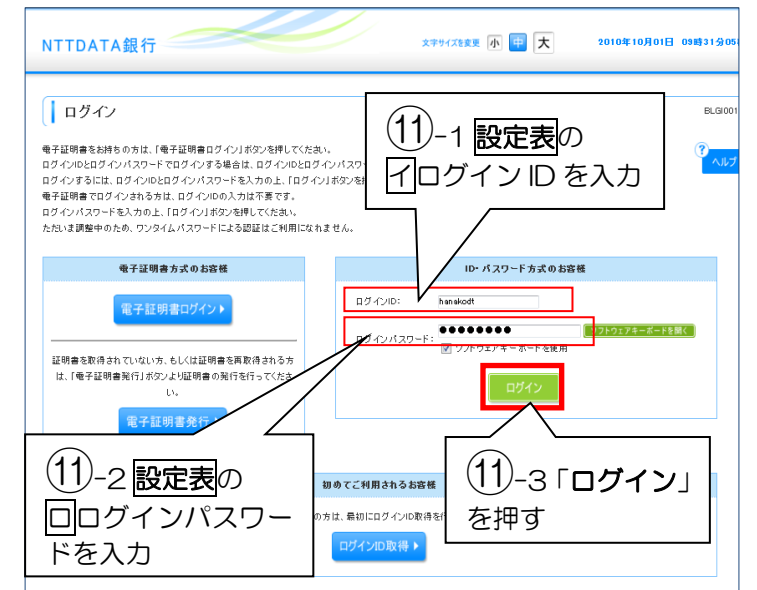 NTTDATA銀行
文字サイズを変更 小 中 大
2010年10月01日 09時31分05
ログイン
BLGI001
ヘルプ
電子証明書をお持ちの方は、「電子証明書ログイン」ボタンを押してください。
ログインIDとログインパスワードでログインする場合は、ログインIDとログインパスワ
ログインするには、ログインIDとログインパスワードを入力の上、「ログイン」ボタンを
電子証明書でログインされる方は、ログインIDの入力は不要です。
ログインパスワードを入力の上、「ログイン」ボタンを押してください。
ただいま調整中のため、ワンタイムパスワードによる認証はご利用になれません。
⑪-1 設定表の
イログイン ID を入力
電子証明書方式のお客様
電子証明書ログイン
証明書を取得されていない方、もしくは証明書を再取得される方
は、「電子証明書発行」ボタンより証明書の発行を行ってくださ
い。
電子証明書発行
ID・パスワード方式のお客様
ログインID: hanakodt
ログインパスワード: ●●●●●●●●
ソフトウェアキーボードを開く
ソフトウェアキーボードを使用
ログイン
⑪-2 設定表の
ロログインパスワー
ドを入力
⑪-3「ログイン」
を押す
初めてご利用されるお客様
の方は、最初にログインID取得を
ログインID取得